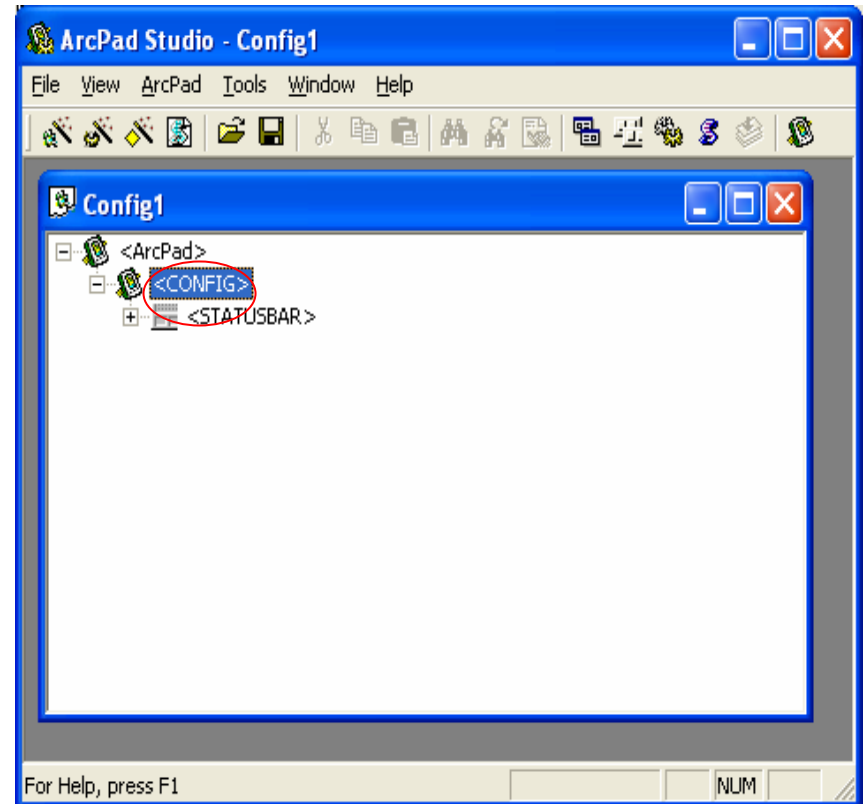 ArcPad Studio - Config1
File View ArcPad Tools Window Help
Config1
<ArcPad>
<CONFIG>
<STATUSBAR>
For Help, press F1
NUM